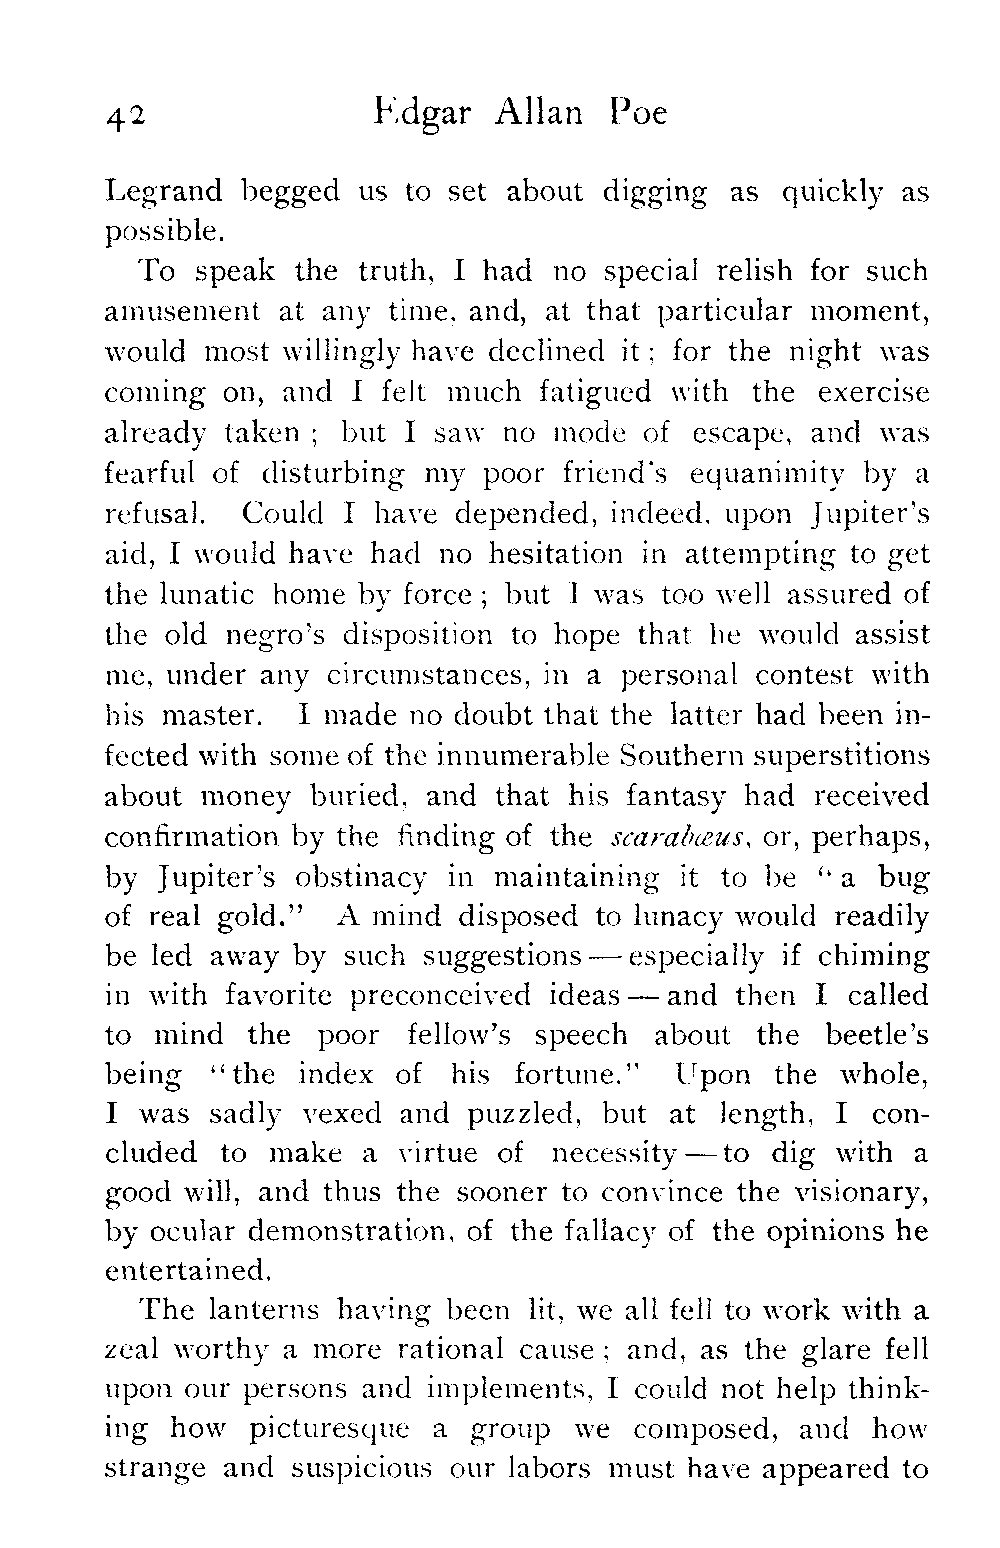 42 Edgar Allan Poe
Legrand begged us to set about digging as quickly as
possible.
To speak the truth, I had no special relish for such
amusement at any time, and, at that particular moment,
would most willingly have declined it; for the night was
coming on, and I felt much fatigued with the exercise
already taken; but I saw no mode of escape, and was
fearful of disturbing my poor friend's equanimity by a
refusal. Could I have depended, indeed, upon Jupiter's
aid, I would have had no hesitation in attempting to get
the lunatic home by force; but I was too well assured of
the old negro's disposition to hope that he would assist
me, under any circumstances, in a personal contest with
his master. I made no doubt that the latter had been in-
fected with some of the innumerable Southern superstitions
about money buried, and that his fantasy had received
confirmation by the finding of the scarabæus, or, perhaps,
by Jupiter's obstinacy in maintaining it to be "a bug
of real gold." A mind disposed to lunacy would readily
be led away by such suggestions — especially if chiming
in with favorite preconceived ideas — and then I called
to mind the poor fellow's speech about the beetle's
being "the index of his fortune." Upon the whole,
I was sadly vexed and puzzled, but at length, I con-
cluded to make a virtue of necessity — to dig with a
good will, and thus the sooner to convince the visionary,
by ocular demonstration, of the fallacy of the opinions he
entertained.
The lanterns having been lit, we all fell to work with a
zeal worthy a more rational cause; and, as the glare fell
upon our persons and implements, I could not help think-
ing how picturesque a group we composed, and how
strange and suspicious our labors must have appeared to